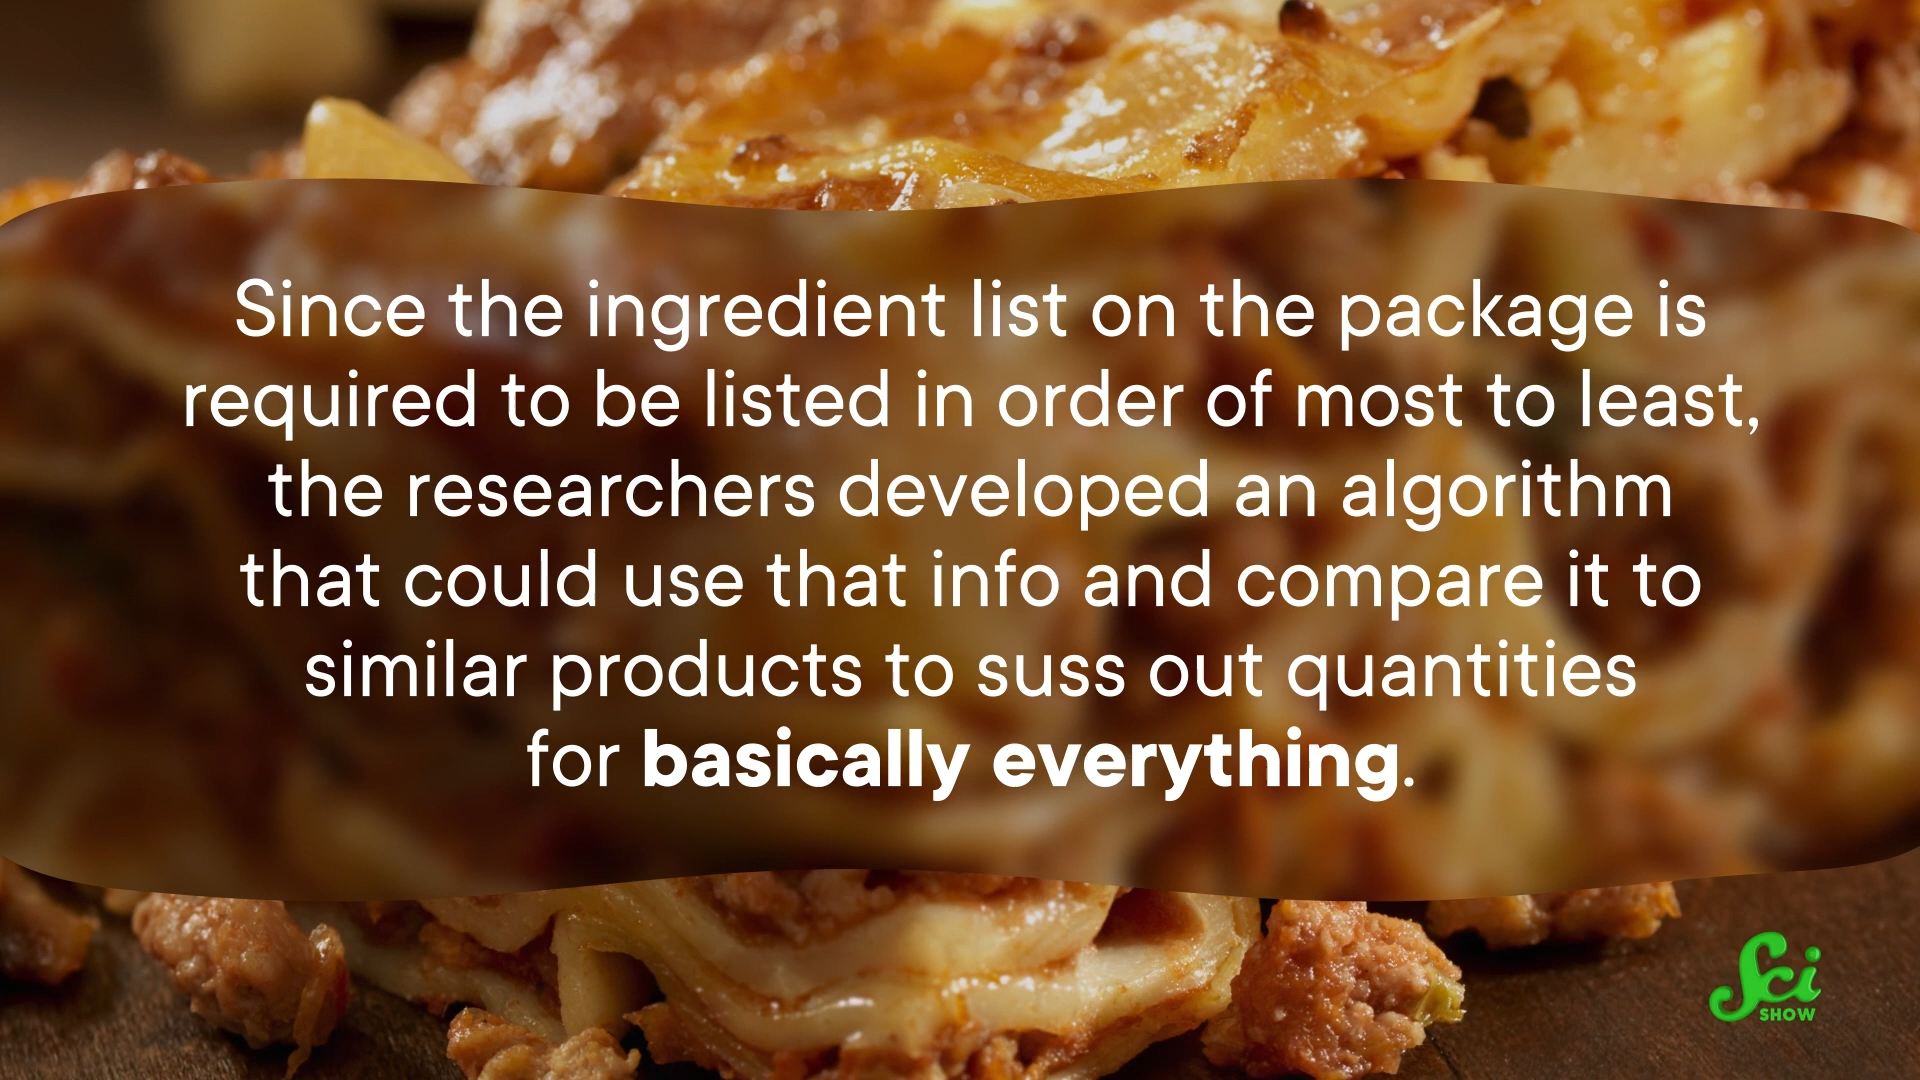 Since the ingredient list on the package is
required to be listed in order of most to least,
the researchers developed an algorithm
that could use that info and compare it to
similar products to suss out quantities
for basically everything.
Sci
SHOW